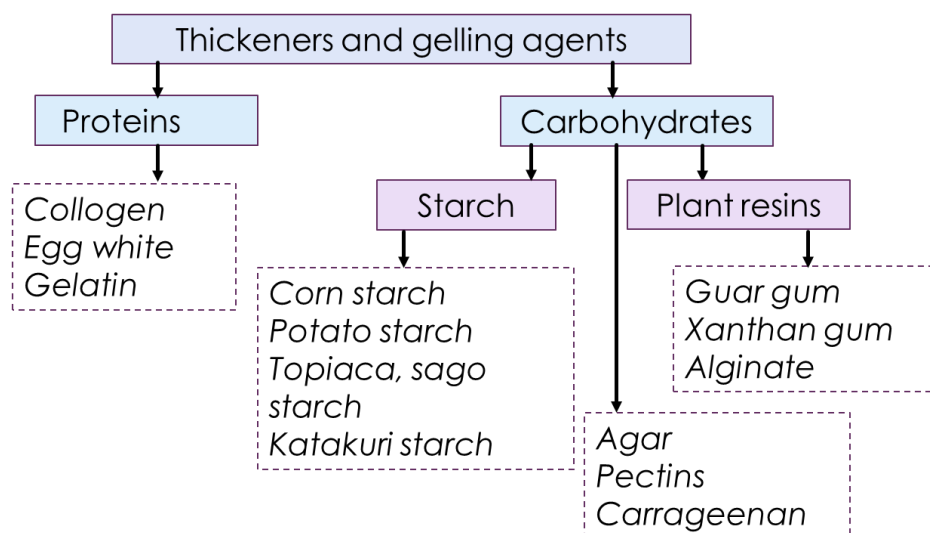 Thickeners and gelling agents
Proteins
Carbohydrates
Collogen
Egg white
Gelatin
Starch
Plant resins
Corn starch
Potato starch
Topiaca, sago
starch
Katakuri starch
Guar gum
Xanthan gum
Alginate
Agar
Pectins
Carrageenan